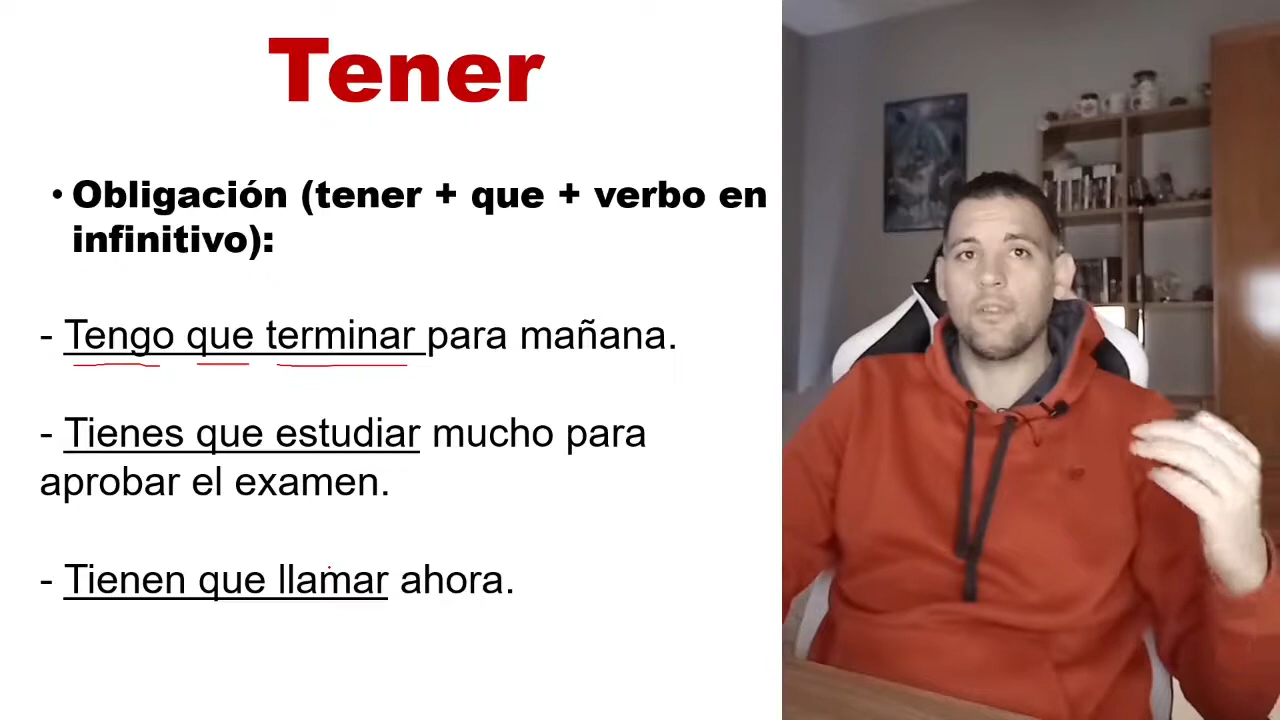 Tener
• Obligación (tener + que + verbo en
infinitivo):
- Tengo que terminar para mañana.
- Tienes que estudiar mucho para
aprobar el examen.
- Tienen que llamar ahora.